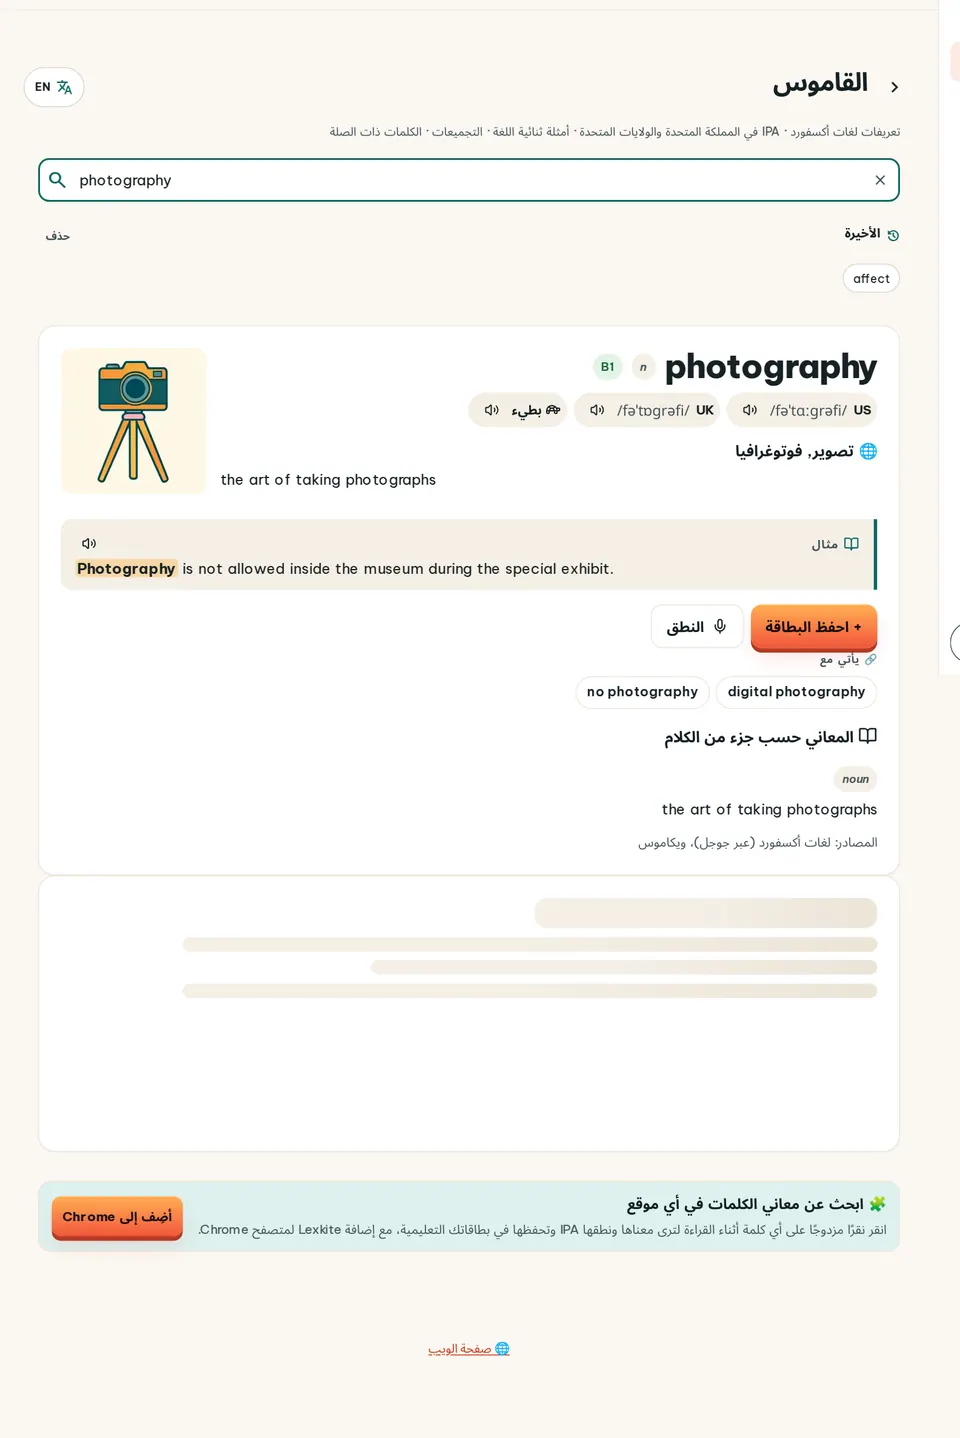 القاموس
EN
تعريفات لغات أكسفورد · IPA في المملكة المتحدة والولايات المتحدة · أمثلة ثنائية اللغة · التجميعات · الكلمات ذات الصلة
photography
الأخيرة
حذف
affect
photography n B1
US /fəˈtɑːɡrəfi/
UK /fəˈtɒɡrəfi/
بطيء
تصوير, فوتوغرافيا
the art of taking photographs
مثال
Photography is not allowed inside the museum during the special exhibit.
+ احفظ البطاقة
النطق
يأتي مع
digital photography
no photography
المعاني حسب جزء من الكلام
noun
the art of taking photographs
المصادر: لغات أكسفورد (عبر جوجل)، ويكاموس
ابحث عن معاني الكلمات في أي موقع
انقر نقرًا مزدوجًا على أي كلمة أثناء القراءة لترى معناها ونطقها IPA وتحفظها في بطاقاتك التعليمية، مع إضافة Lexkite لمتصفح Chrome.
أضِف إلى Chrome
صفحة الويب